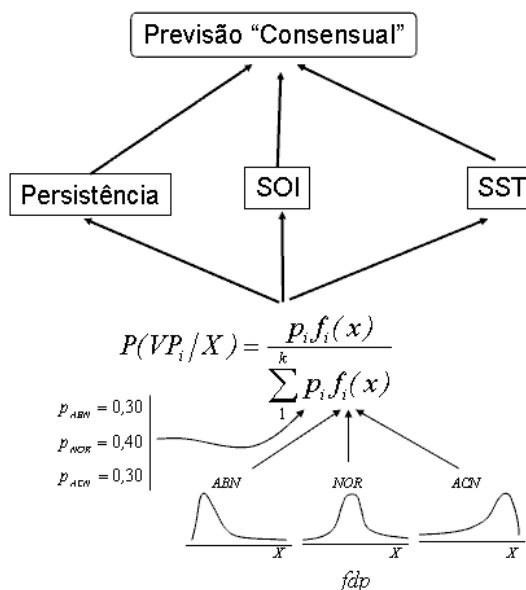 Previsão “Consensual”
Persistência
SOI
SST
P(VP_i/X) = p_i f_i(x) / ∑_1^k p_i f_i(x)
p_ABN = 0,30
p_NOR = 0,40
p_ACN = 0,30
ABN NOR ACN
X X X
fdp